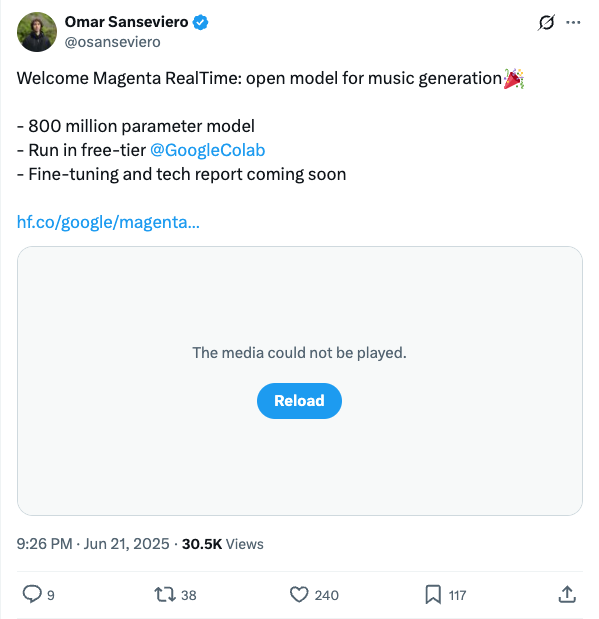 Omar Sanseviero
@osanseviero
Welcome Magenta RealTime: open model for music generation🎉
- 800 million parameter model
- Run in free-tier @GoogleColab
- Fine-tuning and tech report coming soon
hf.co/google/magenta...
The media could not be played.
Reload
9:26 PM · Jun 21, 2025 · 30.5K Views
9 38 240 117